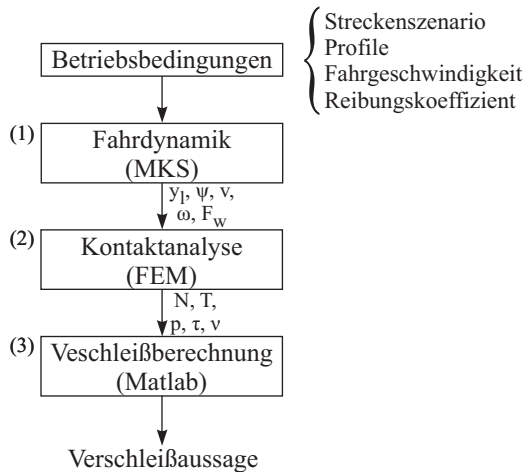 Streckenszenario
Betriebsbedingungen
Profile
Fahrgeschwindigkeit
Reibungskoeffizient
(1)
Fahrdynamik
(MKS)
y_l, ψ, v,
ω, F_w
(2)
Kontaktanalyse
(FEM)
N, T,
p, τ, ν
(3)
Veschleißberechnung
(Matlab)
Verschleißaussage